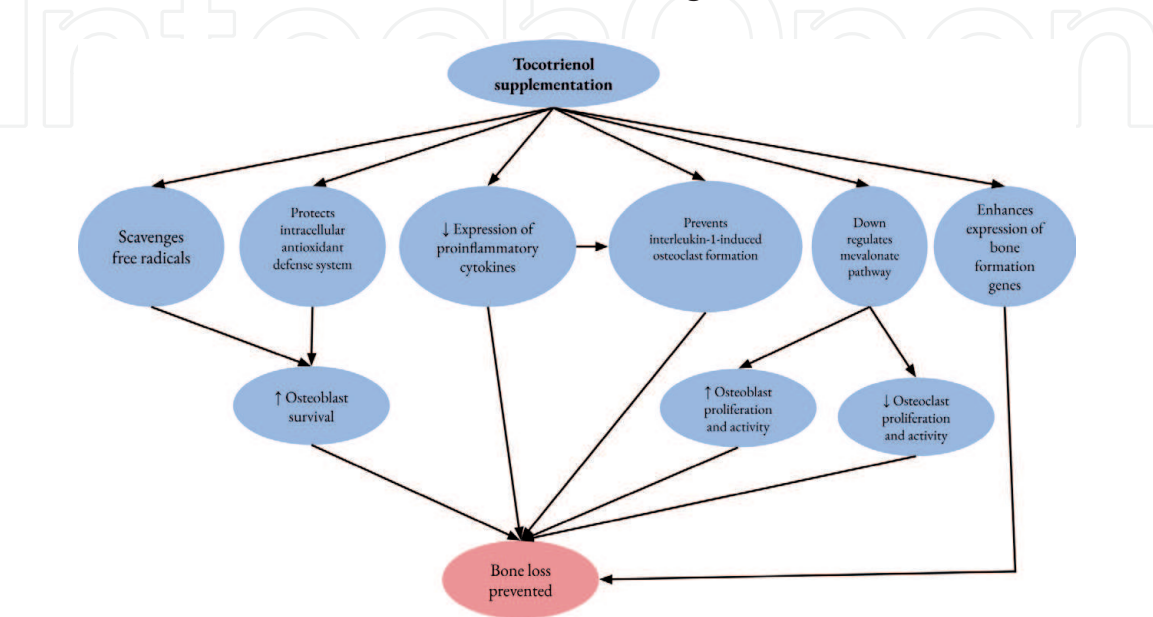 IntechOpen
Tocotrienol
supplementation
Scavenges
free radicals
Protects
intracellular
antioxidant
defense system
↓ Expression of
proinflammatory
cytokines
Prevents
interleukin-1-induced
osteoclast formation
Down
regulates
mevalonate
pathway
Enhances
expression of
bone
formation
genes
↑ Osteoblast
survival
↑ Osteoblast
proliferation
and activity
↓ Osteoclast
proliferation
and activity
Bone loss
prevented